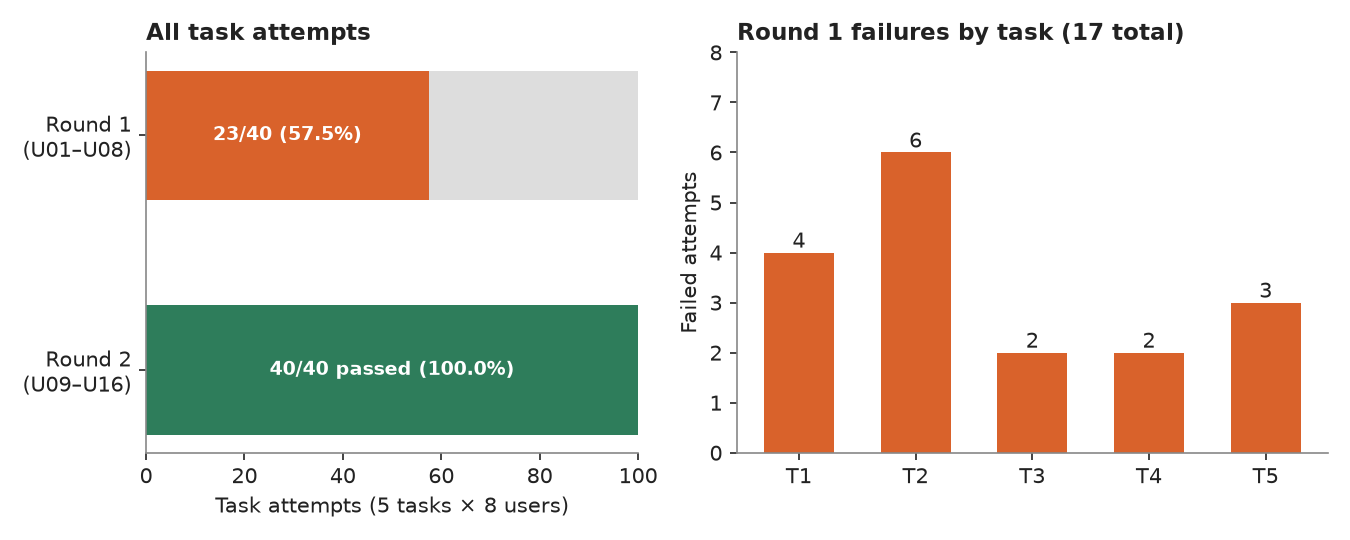 All task attempts
Round 1
(U01–U08)
23/40 (57.5%)
Round 2
(U09–U16)
40/40 passed (100.0%)
0 20 40 60 80 100
Task attempts (5 tasks × 8 users)
Round 1 failures by task (17 total)
Failed attempts
8
7
6
5
4
3
2
1
0
4 6 2 2 3
T1 T2 T3 T4 T5